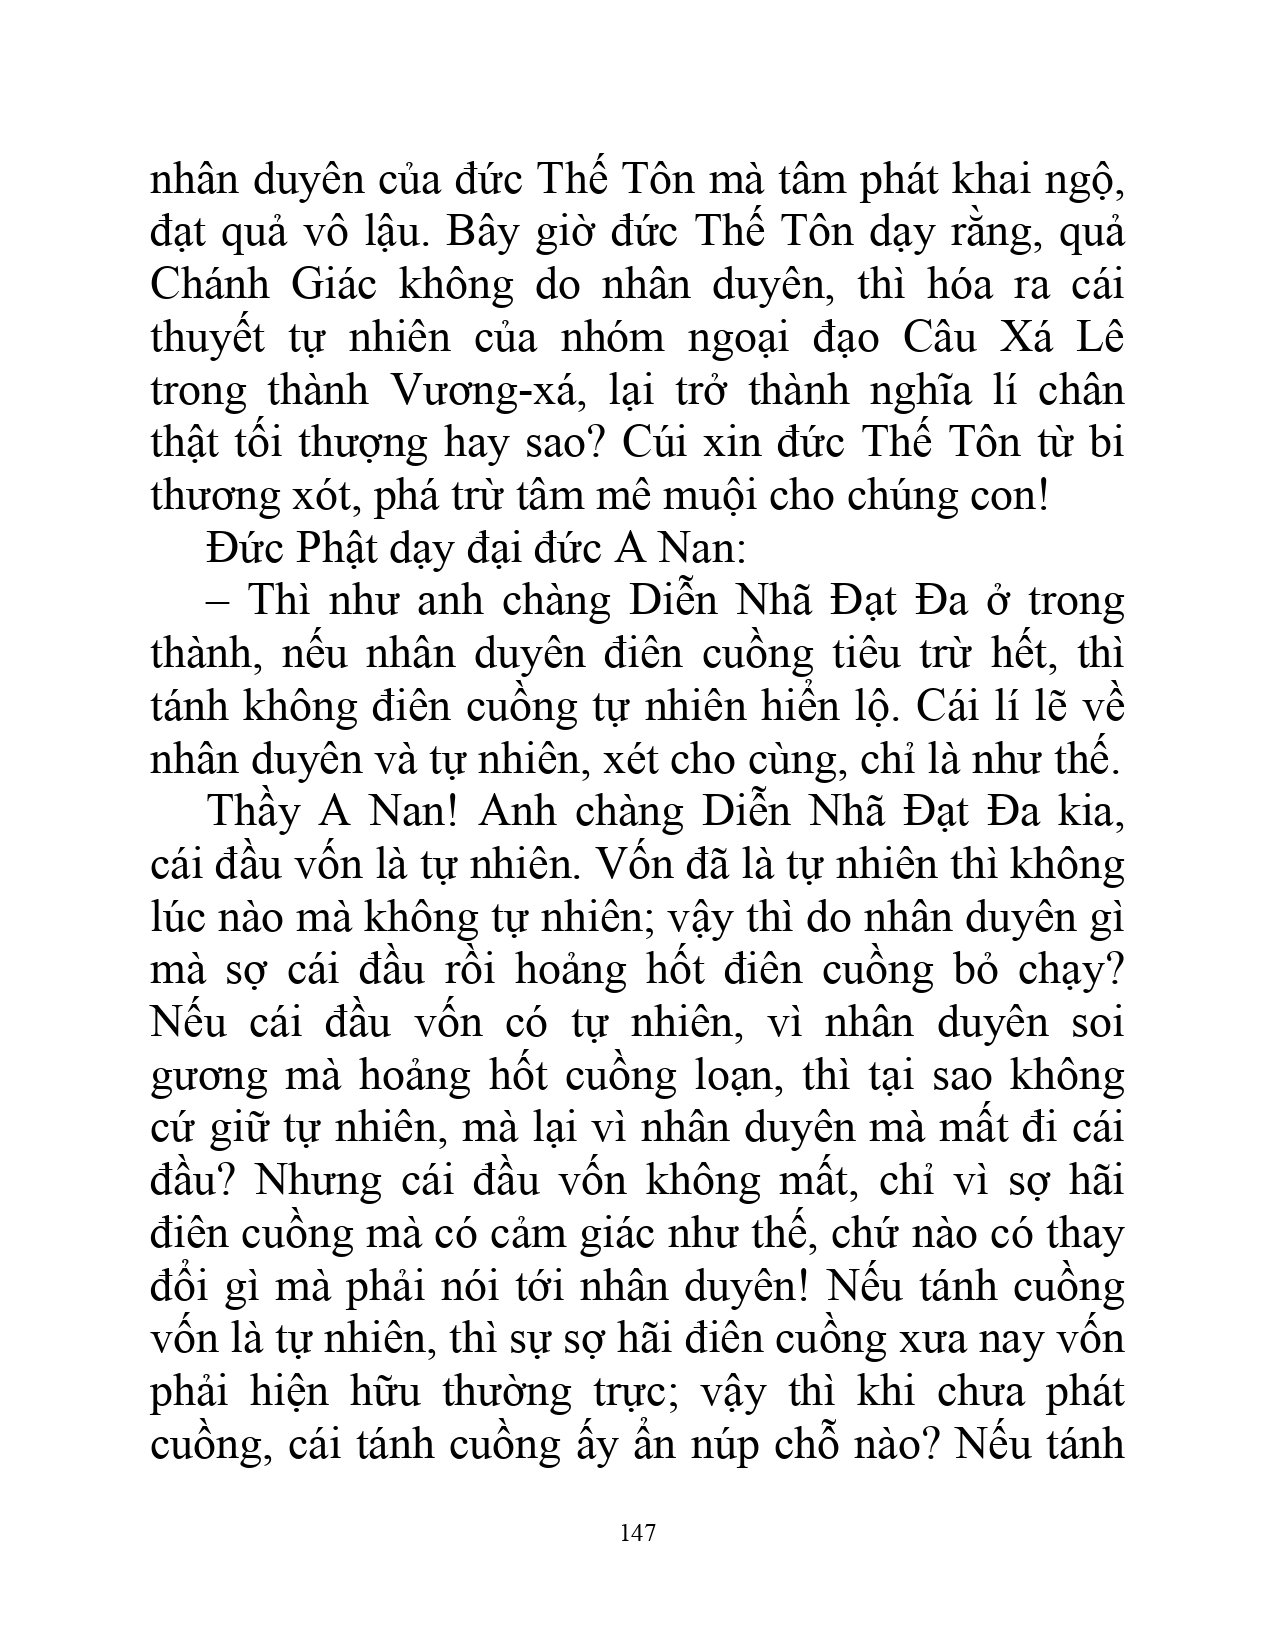 nhân duyên của đức Thế Tôn mà tâm phát khai ngộ,
đạt quả vô lậu. Bây giờ đức Thế Tôn dạy rằng, quả
Chánh Giác không do nhân duyên, thì hóa ra cái
thuyết tự nhiên của nhóm ngoại đạo Câu Xá Lê
trong thành Vương-xá, lại trở thành nghĩa lí chân
thật tối thượng hay sao? Cúi xin đức Thế Tôn từ bi
thương xót, phá trừ tâm mê muội cho chúng con!
Đức Phật dạy đại đức A Nan:
– Thì như anh chàng Diễn Nhã Đạt Đa ở trong
thành, nếu nhân duyên điên cuồng tiêu trừ hết, thì
tánh không điên cuồng tự nhiên hiển lộ. Cái lí lẽ về
nhân duyên và tự nhiên, xét cho cùng, chỉ là như thế.
Thầy A Nan! Anh chàng Diễn Nhã Đạt Đa kia,
cái đầu vốn là tự nhiên. Vốn đã là tự nhiên thì không
lúc nào mà không tự nhiên; vậy thì do nhân duyên gì
mà sợ cái đầu rồi hoảng hốt điên cuồng bỏ chạy?
Nếu cái đầu vốn có tự nhiên, vì nhân duyên soi
gương mà hoảng hốt cuồng loạn, thì tại sao không
cứ giữ tự nhiên, mà lại vì nhân duyên mà mất đi cái
đầu? Nhưng cái đầu vốn không mất, chỉ vì sợ hãi
điên cuồng mà có cảm giác như thế, chứ nào có thay
đổi gì mà phải nói tới nhân duyên! Nếu tánh cuồng
vốn là tự nhiên, thì sự sợ hãi điên cuồng xưa nay vốn
phải hiện hữu thường trực; vậy thì khi chưa phát
cuồng, cái tánh cuồng ấy ẩn núp chỗ nào? Nếu tánh
147